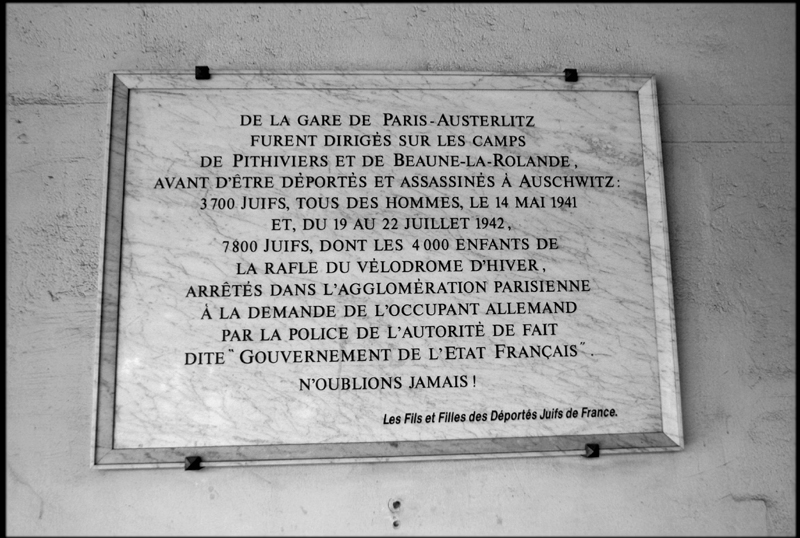 DE LA GARE DE PARIS-AUSTERLITZ
FURENT DIRIGÉS SUR LES CAMPS
DE PITHIVIERS ET DE BEAUNE-LA-ROLANDE,
AVANT D'ÊTRE DÉPORTÉS ET ASSASSINÉS À AUSCHWITZ:
3700 JUIFS, TOUS DES HOMMES, LE 14 MAI 1941
ET, DU 19 AU 22 JUILLET 1942,
7800 JUIFS, DONT LES 4000 ENFANTS DE
LA RAFLE DU VÉLODROME D'HIVER,
ARRÊTÉS DANS L'AGGLOMÉRATION PARISIENNE
À LA DEMANDE DE L'OCCUPANT ALLEMAND
PAR LA POLICE DE L'AUTORITÉ DE FAIT
DITE "GOUVERNEMENT DE L'ETAT FRANÇAIS".
N'OUBLIONS JAMAIS!
Les Fils et Filles des Déportés Juifs de France.